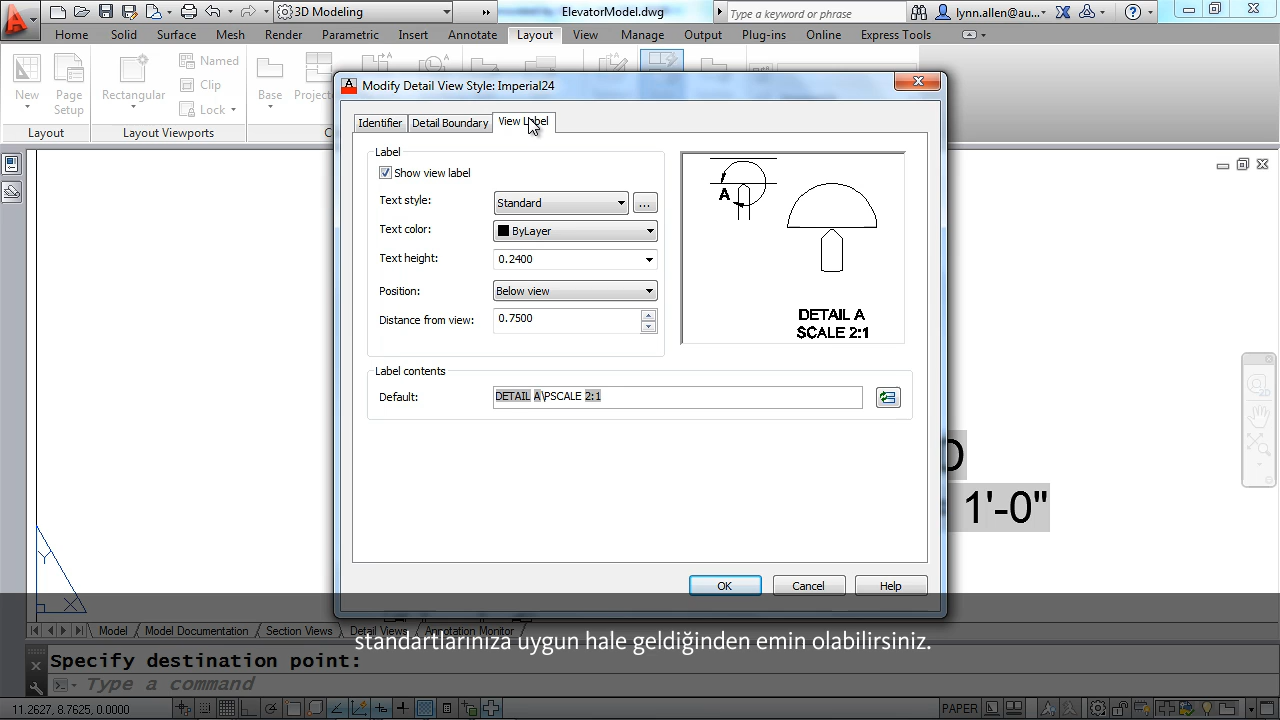 3D Modeling
ElevatorModel.dwg
Type a keyword or phrase
lynn.allen@au...
Home Solid Surface Mesh Render Parametric Insert Annotate Layout View Manage Output Plug-ins Online Express Tools
New
Page Setup
Rectangular
Named
Clip
Lock
Base
Layout
Layout Viewports
Modify Detail View Style: Imperial24
Identifier
Detail Boundary
View Label
Label
Show view label
Text style:
Standard
...
Text color:
ByLayer
Text height:
0.2400
Position:
Below view
Distance from view:
0.7500
A
DETAIL A
SCALE 2:1
Label contents
Default:
DETAIL A\PSCALE 2:1
1'-0"
OK
Cancel
Help
Y
X
Model
Model Documentation
Section Views
Detail Views
Annotation Monitor
standartlarınıza uygun hale geldiğinden emin olabilirsiniz.
Specify destination point:
Type a command
11.2627, 8.7625, 0.0000
PAPER